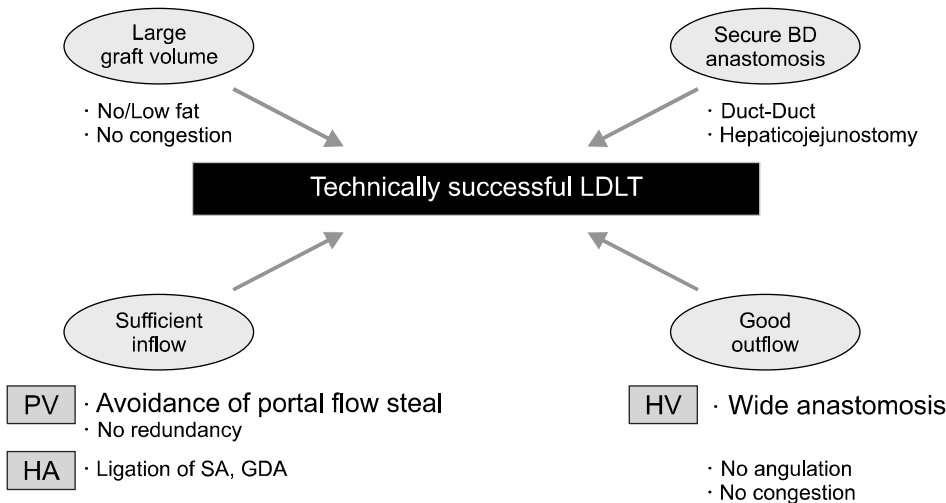 Large
graft volume
· No/Low fat
· No congestion
Secure BD
anastomosis
· Duct-Duct
· Hepaticojejunostomy
Technically successful LDLT
Sufficient
inflow
PV · Avoidance of portal flow steal
· No redundancy
HA · Ligation of SA, GDA
Good
outflow
HV · Wide anastomosis
· No angulation
· No congestion